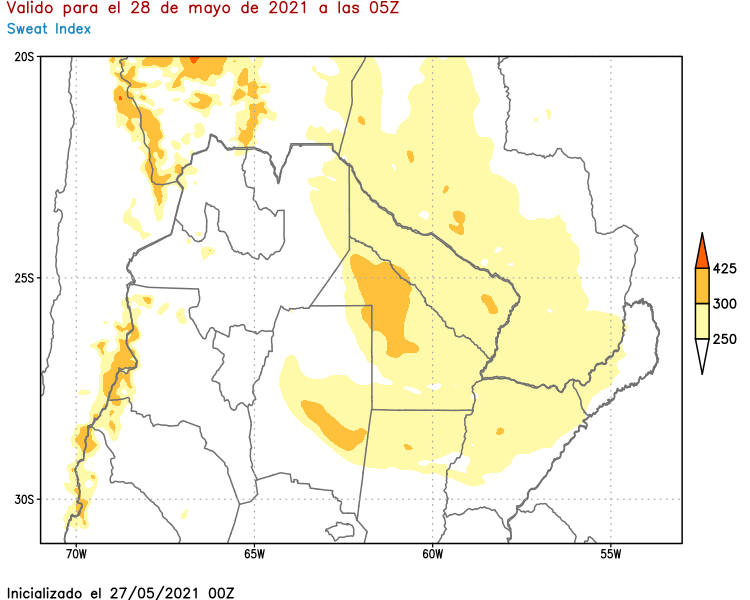 Valido para el 28 de mayo de 2021 a las 05Z
Sweat Index
20S
25S
30S
70W
65W
60W
55W
425
300
250
Inicializado el 27/05/2021 00Z